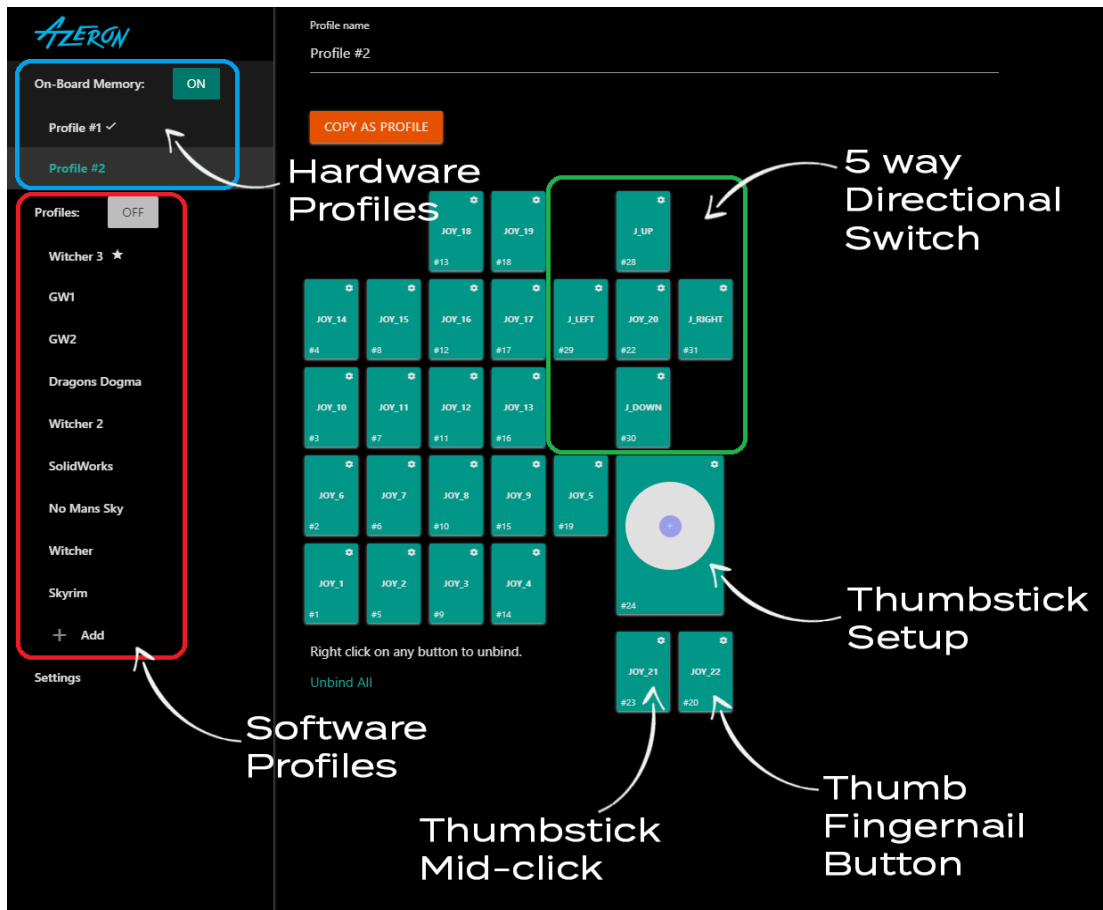 AZERON
On-Board Memory:
ON
Profile #1
Profile #2
Profiles:
OFF
Witcher 3
GW1
GW2
Dragons Dogma
Witcher 2
SolidWorks
No Mans Sky
Witcher
Skyrim
+ Add
Settings
Profile name
Profile #2
COPY AS PROFILE
Hardware
Profiles
5 way
Directional
Switch
JOY_18 JOY_19 J_UP
#13 #18 #28
JOY_14 JOY_15 JOY_16 JOY_17 J_LEFT JOY_20 J_RIGHT
#4 #8 #12 #17 #29 #22 #31
JOY_10 JOY_11 JOY_12 JOY_13 J_DOWN
#3 #7 #11 #16 #30
JOY_6 JOY_7 JOY_8 JOY_9 JOY_5
#2 #6 #10 #15 #19
JOY_1 JOY_2 JOY_3 JOY_4
#1 #5 #9 #14 #24
Thumbstick
Setup
Right click on any button to unbind.
Unbind All
JOY_21 JOY_22
#23 #20
Software
Profiles
Thumbstick
Mid-click
Thumb
Fingernail
Button